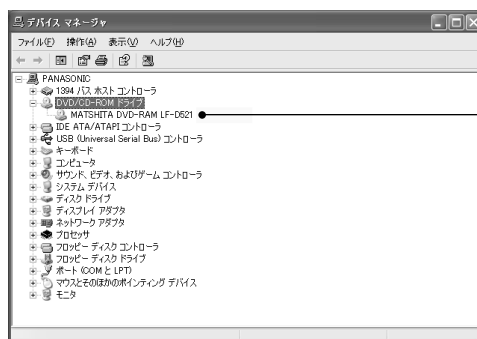 デバイス マネージャ
ファイル(F) 操作(A) 表示(V) ヘルプ(H)
PANASONIC
1394 バス ホスト コントローラ
DVD/CD-ROM ドライブ
MATSHITA DVD-RAM LF-D521
IDE ATA/ATAPI コントローラ
USB (Universal Serial Bus) コントローラ
キーボード
コンピュータ
サウンド、ビデオ、およびゲーム コントローラ
システム デバイス
ディスク ドライブ
ディスプレイ アダプタ
ネットワーク アダプタ
プロセッサ
フロッピー ディスク コントローラ
フロッピー ディスク ドライブ
ポート (COM と LPT)
マウスとそのほかのポインティング デバイス
モニタ